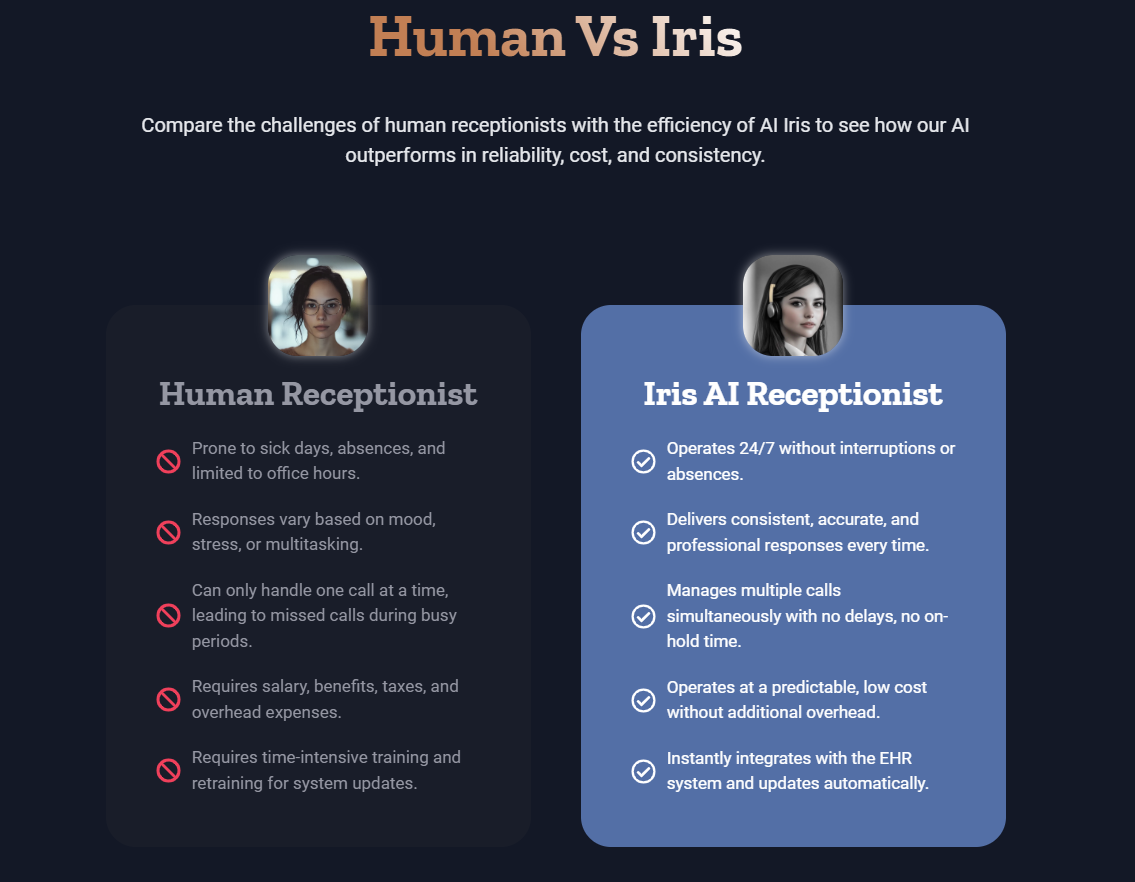 Human Vs Iris
Compare the challenges of human receptionists with the efficiency of AI Iris to see how our AI
outperforms in reliability, cost, and consistency.
Human Receptionist
Prone to sick days, absences, and
limited to office hours.
Responses vary based on mood,
stress, or multitasking.
Can only handle one call at a time,
leading to missed calls during busy
periods.
Requires salary, benefits, taxes, and
overhead expenses.
Requires time-intensive training and
retraining for system updates.
Iris AI Receptionist
Operates 24/7 without interruptions or
absences.
Delivers consistent, accurate, and
professional responses every time.
Manages multiple calls
simultaneously with no delays, no on-
hold time.
Operates at a predictable, low cost
without additional overhead.
Instantly integrates with the EHR
system and updates automatically.